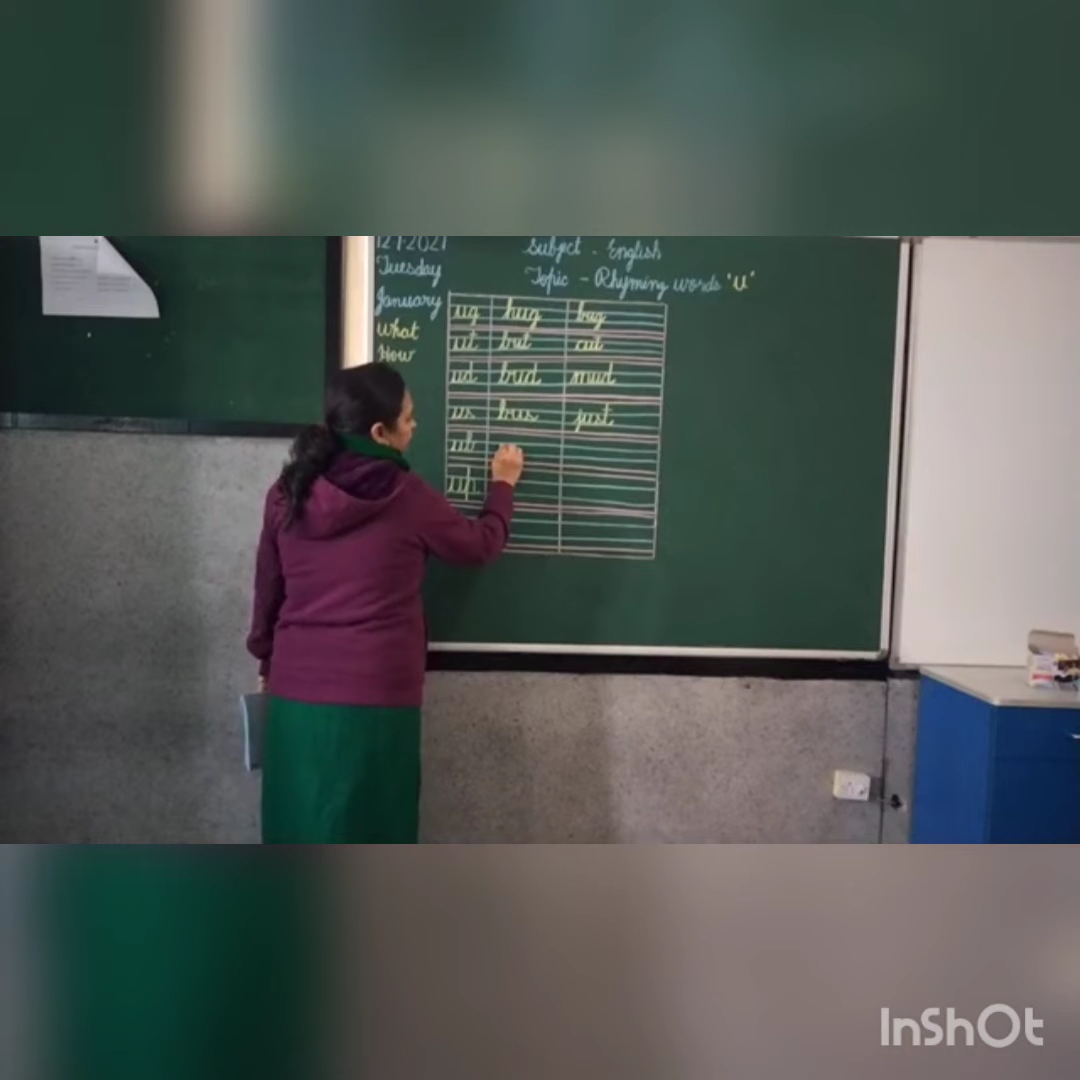 12-1-2021 Subject - English
Tuesday Topic - Rhyming words 'u'
January
What
How
ug hug bug
ut but cut
ud bud mud
us bus just
ub
up
InShOt